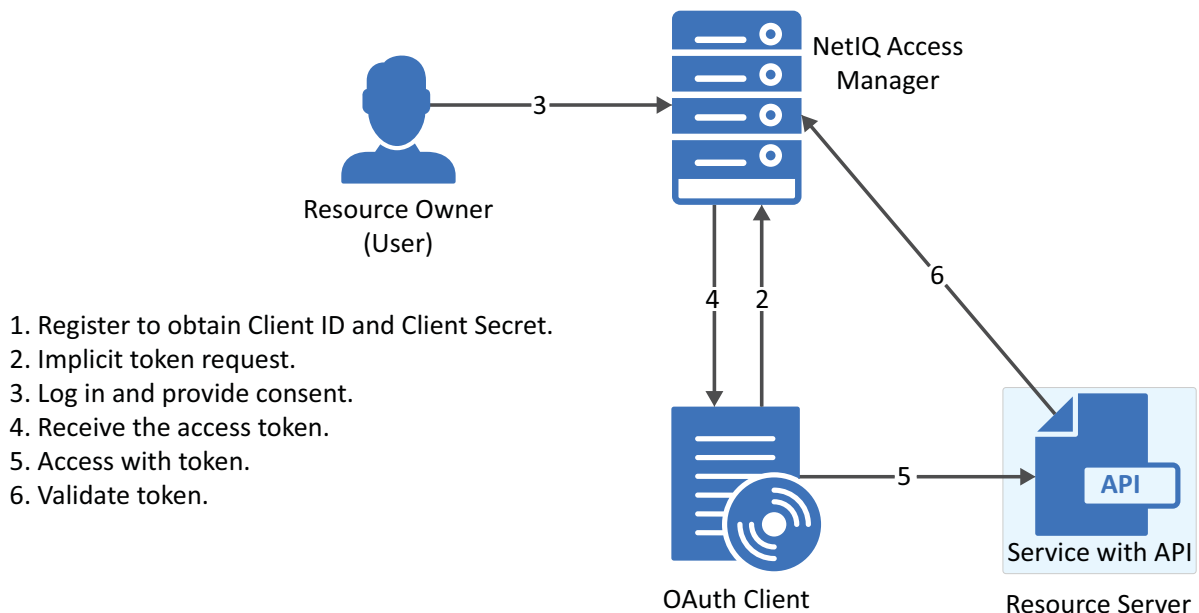 NetIQ Access
Manager
3
Resource Owner
(User)
6
4
2
1. Register to obtain Client ID and Client Secret.
2. Implicit token request.
3. Log in and provide consent.
4. Receive the access token.
5. Access with token.
6. Validate token.
5
API
Service with API
OAuth Client
Resource Server